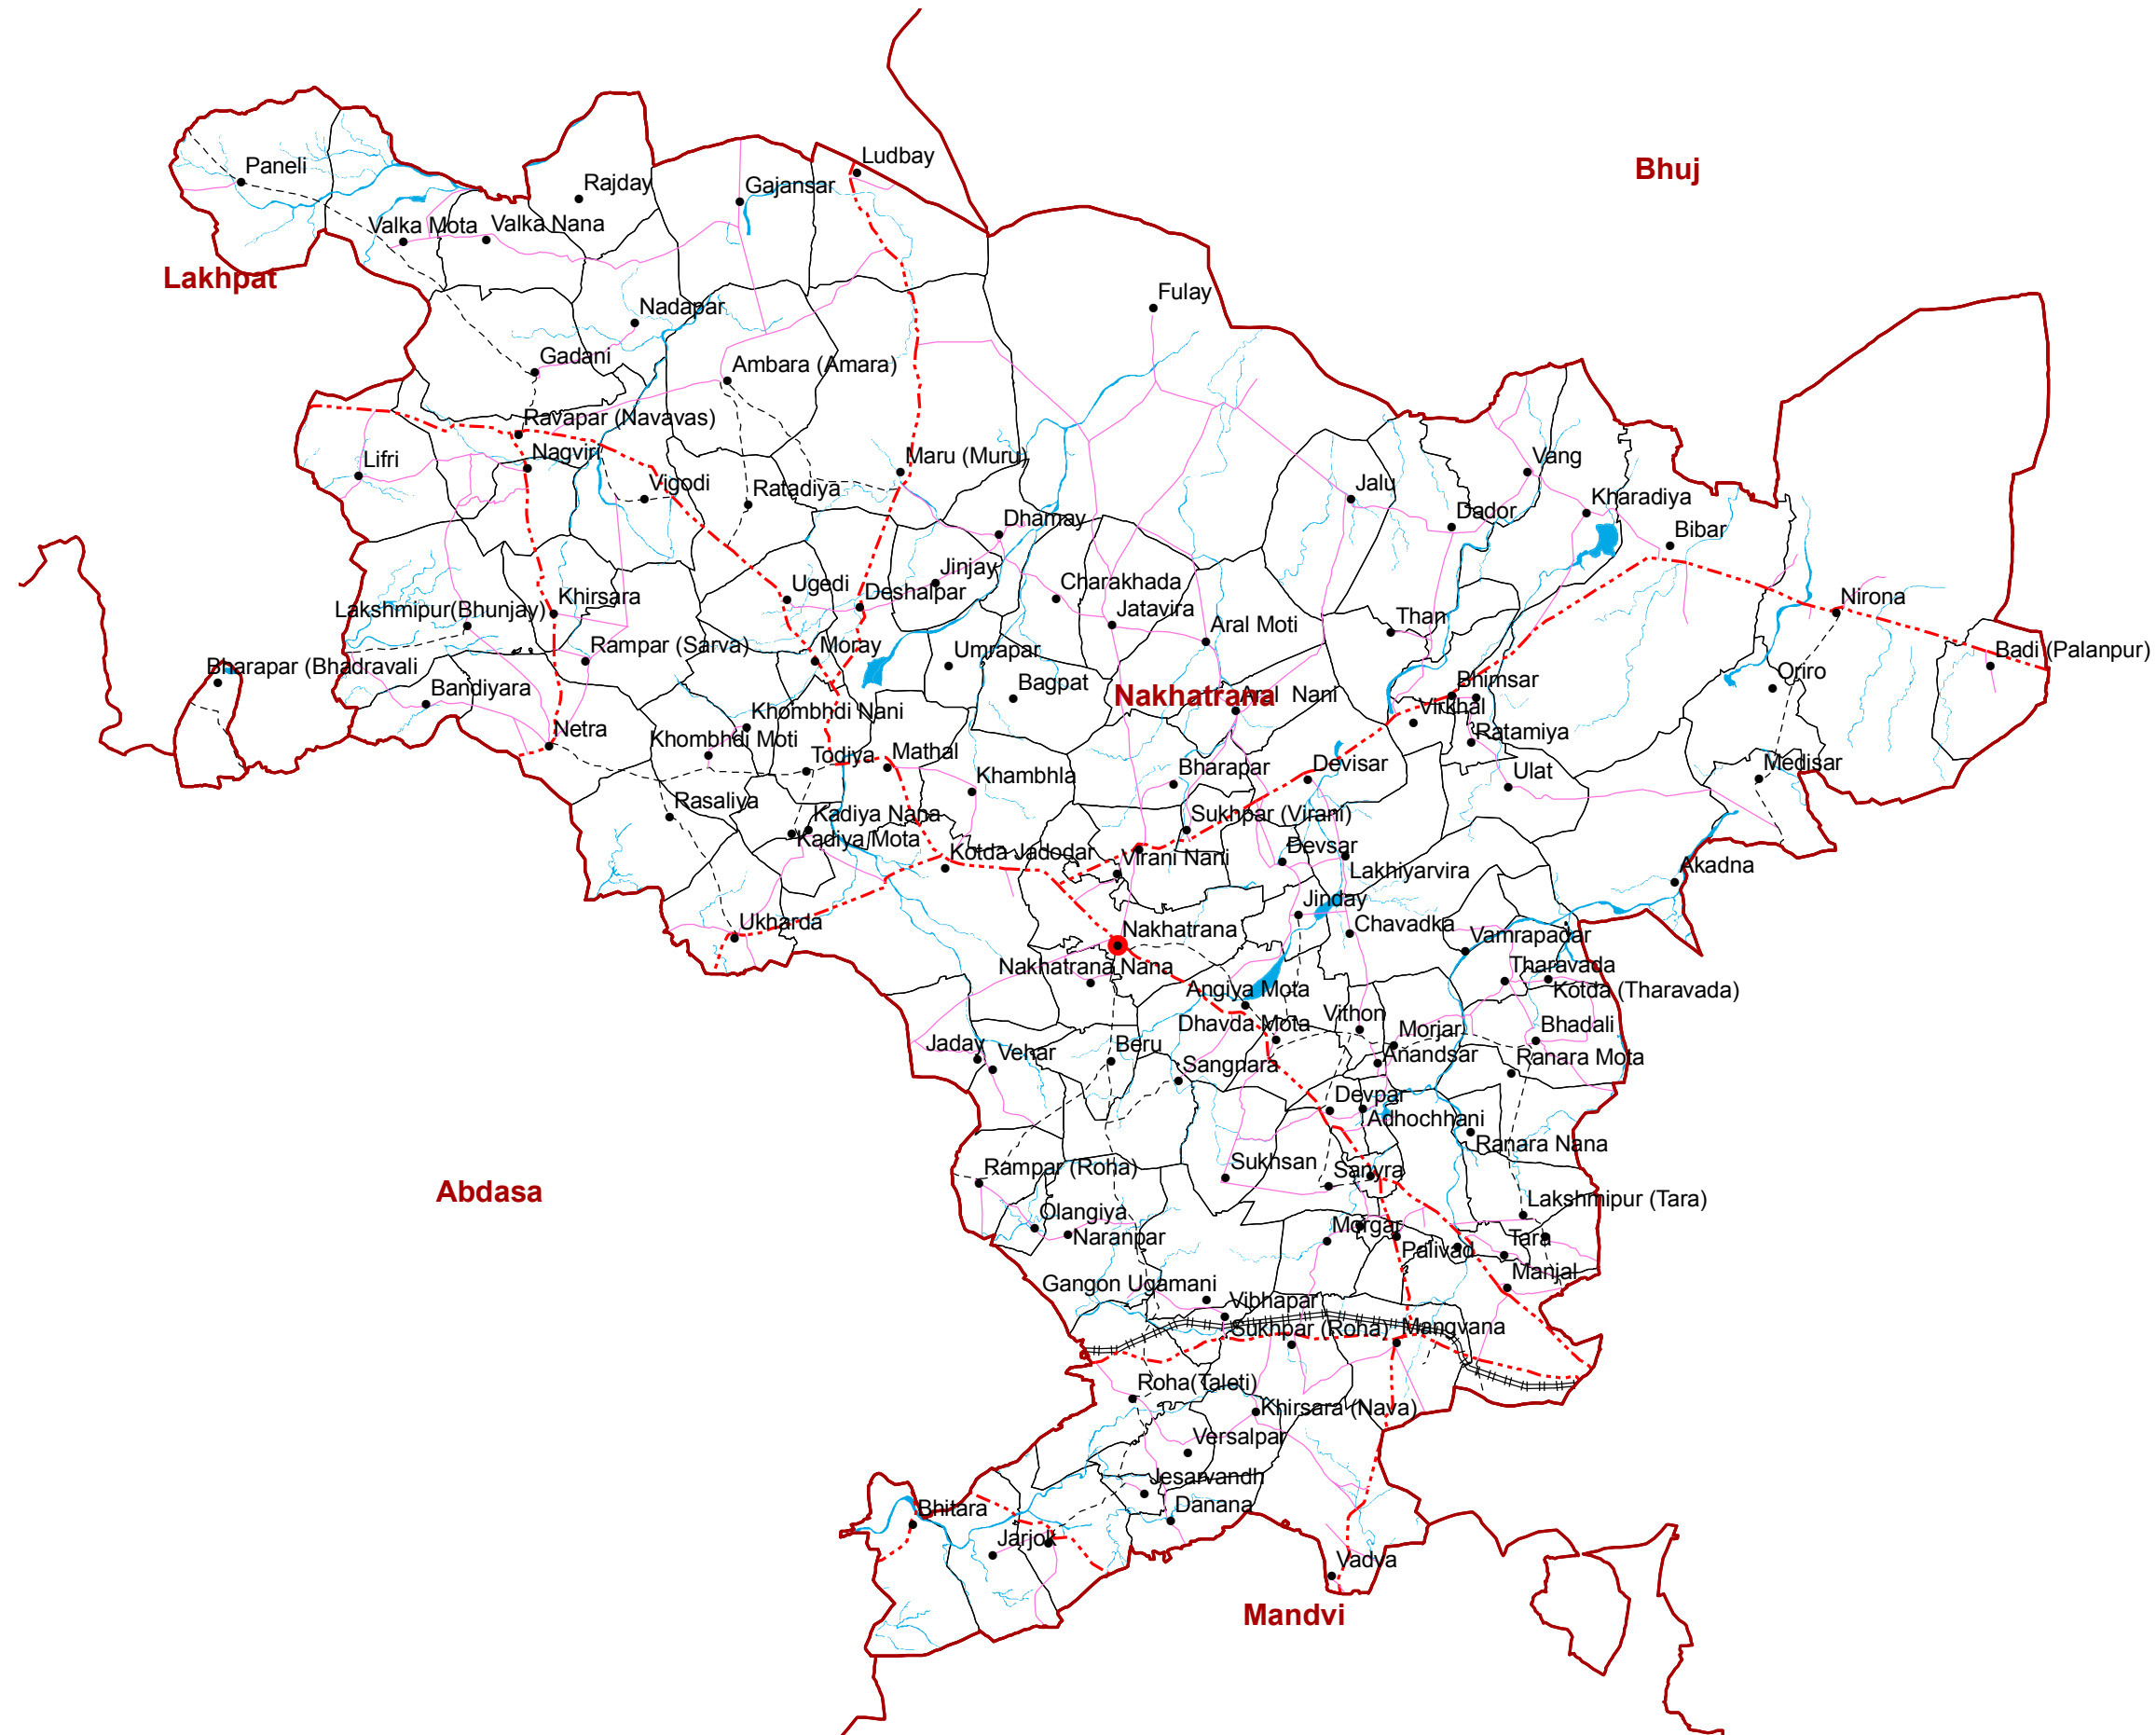 Ludbay
Bhuj
Paneli
Rajday
Gajansar
Valka Mota
Valka Nana
Lakhpat
Fulay
Nadapar
Gadani
Ambara (Amara)
Ravapar (Navavas)
Nagviri
Lifri
Maru (Muru)
Vang
Vigodi
Ratadiya
Jalu
Kharadiya
Dador
Dhamay
Bibar
Jinjay
Ugedi
Charakhada
Deshalpar
Khirsara
Lakshmipur(Bhunjay)
Jatavira
Nirona
Than
Aral Moti
Rampar (Sarva)
Moray
Umrapar
Badi (Palanpur)
Bharapar (Bhadravali
Bandiyara
Bagpat
Oriro
Nakhatrana
Aral Nani
Bhimsar
Virkhal
Khombhdi Nani
Netra
Khombhdi Moti
Ratamiya
Todiya
Mathal
Khambhla
Bharapar
Devisar
Ulat
Medisar
Rasaliya
Kadiya Nana
Sukhpar (Virani)
Kadiya Mota
Kotda Jadodar
Virani Nani
Devsar
Lakhiyarvira
Akadna
Jinday
Ukharda
Nakhatrana
Chavadka
Vamrapadar
Nakhatrana Nana
Tharavada
Angiya Mota
Kotda (Tharavada)
Dhavda Mota
Vithon
Morjar
Bhadali
Jaday
Vehar
Beru
Sangnara
Anandsar
Ranara Mota
Devpar
Adhochhani
Ranara Nana
Rampar (Roha)
Sukhsan
Sanyra
Abdasa
Lakshmipur (Tara)
Olangiya
Naranpar
Morgar
Palivad
Tara
Manjal
Gangon Ugamani
Vibhapar
Sukhpar (Roha)
Mangvana
Roha(Taleti)
Khirsara (Nava)
Versalpar
Jesarvandh
Danana
Bhitara
Jarjok
Vadva
Mandvi